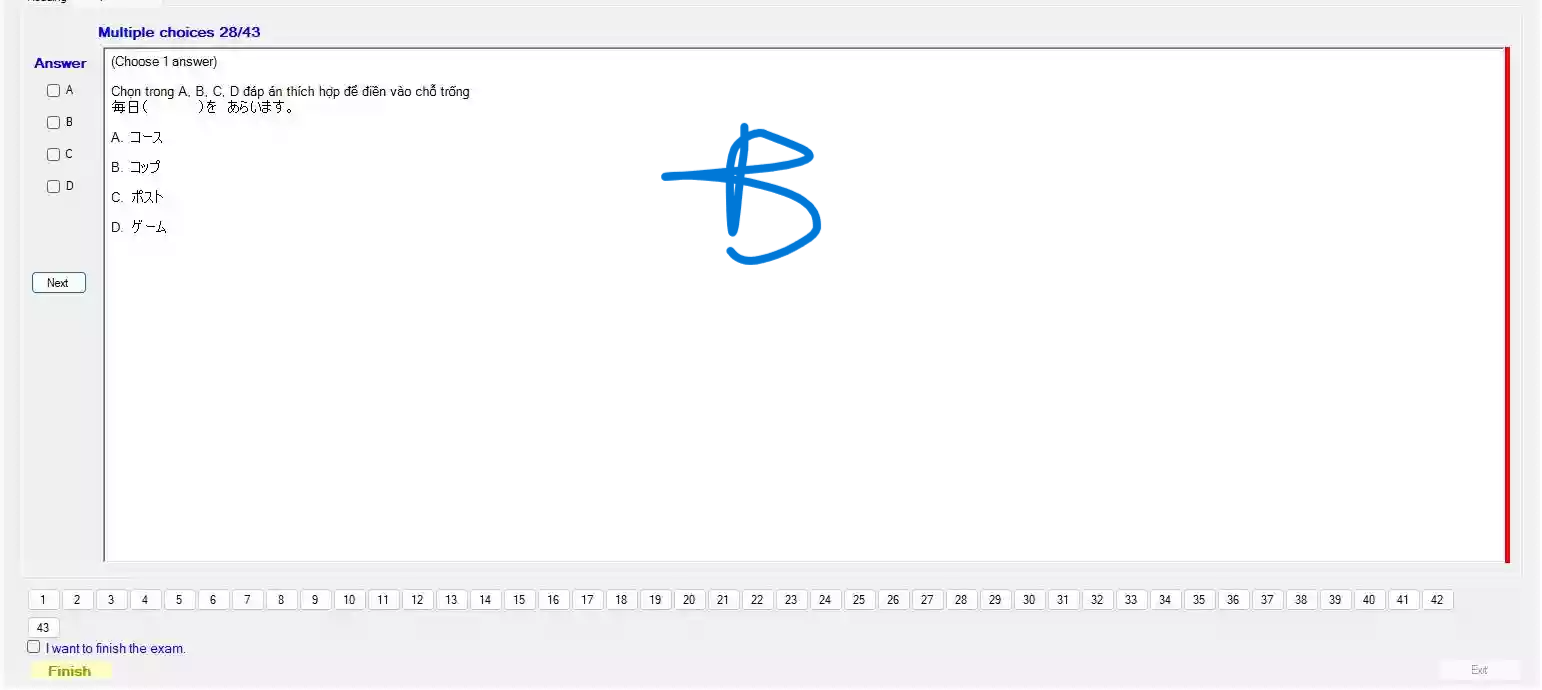 Multiple choices 28/43
Answer
A
B
C
D
Next
(Choose 1 answer)
Chọn trong A, B, C, D đáp án thích hợp để điền vào chỗ trống
毎日(　　　)を　あらいます。
A. コース
B. コップ
C. ポスト
D. ゲーム
B
1 2 3 4 5 6 7 8 9 10 11 12 13 14 15 16 17 18 19 20 21 22 23 24 25 26 27 28 29 30 31 32 33 34 35 36 37 38 39 40 41 42
43
I want to finish the exam.
Finish
Exit